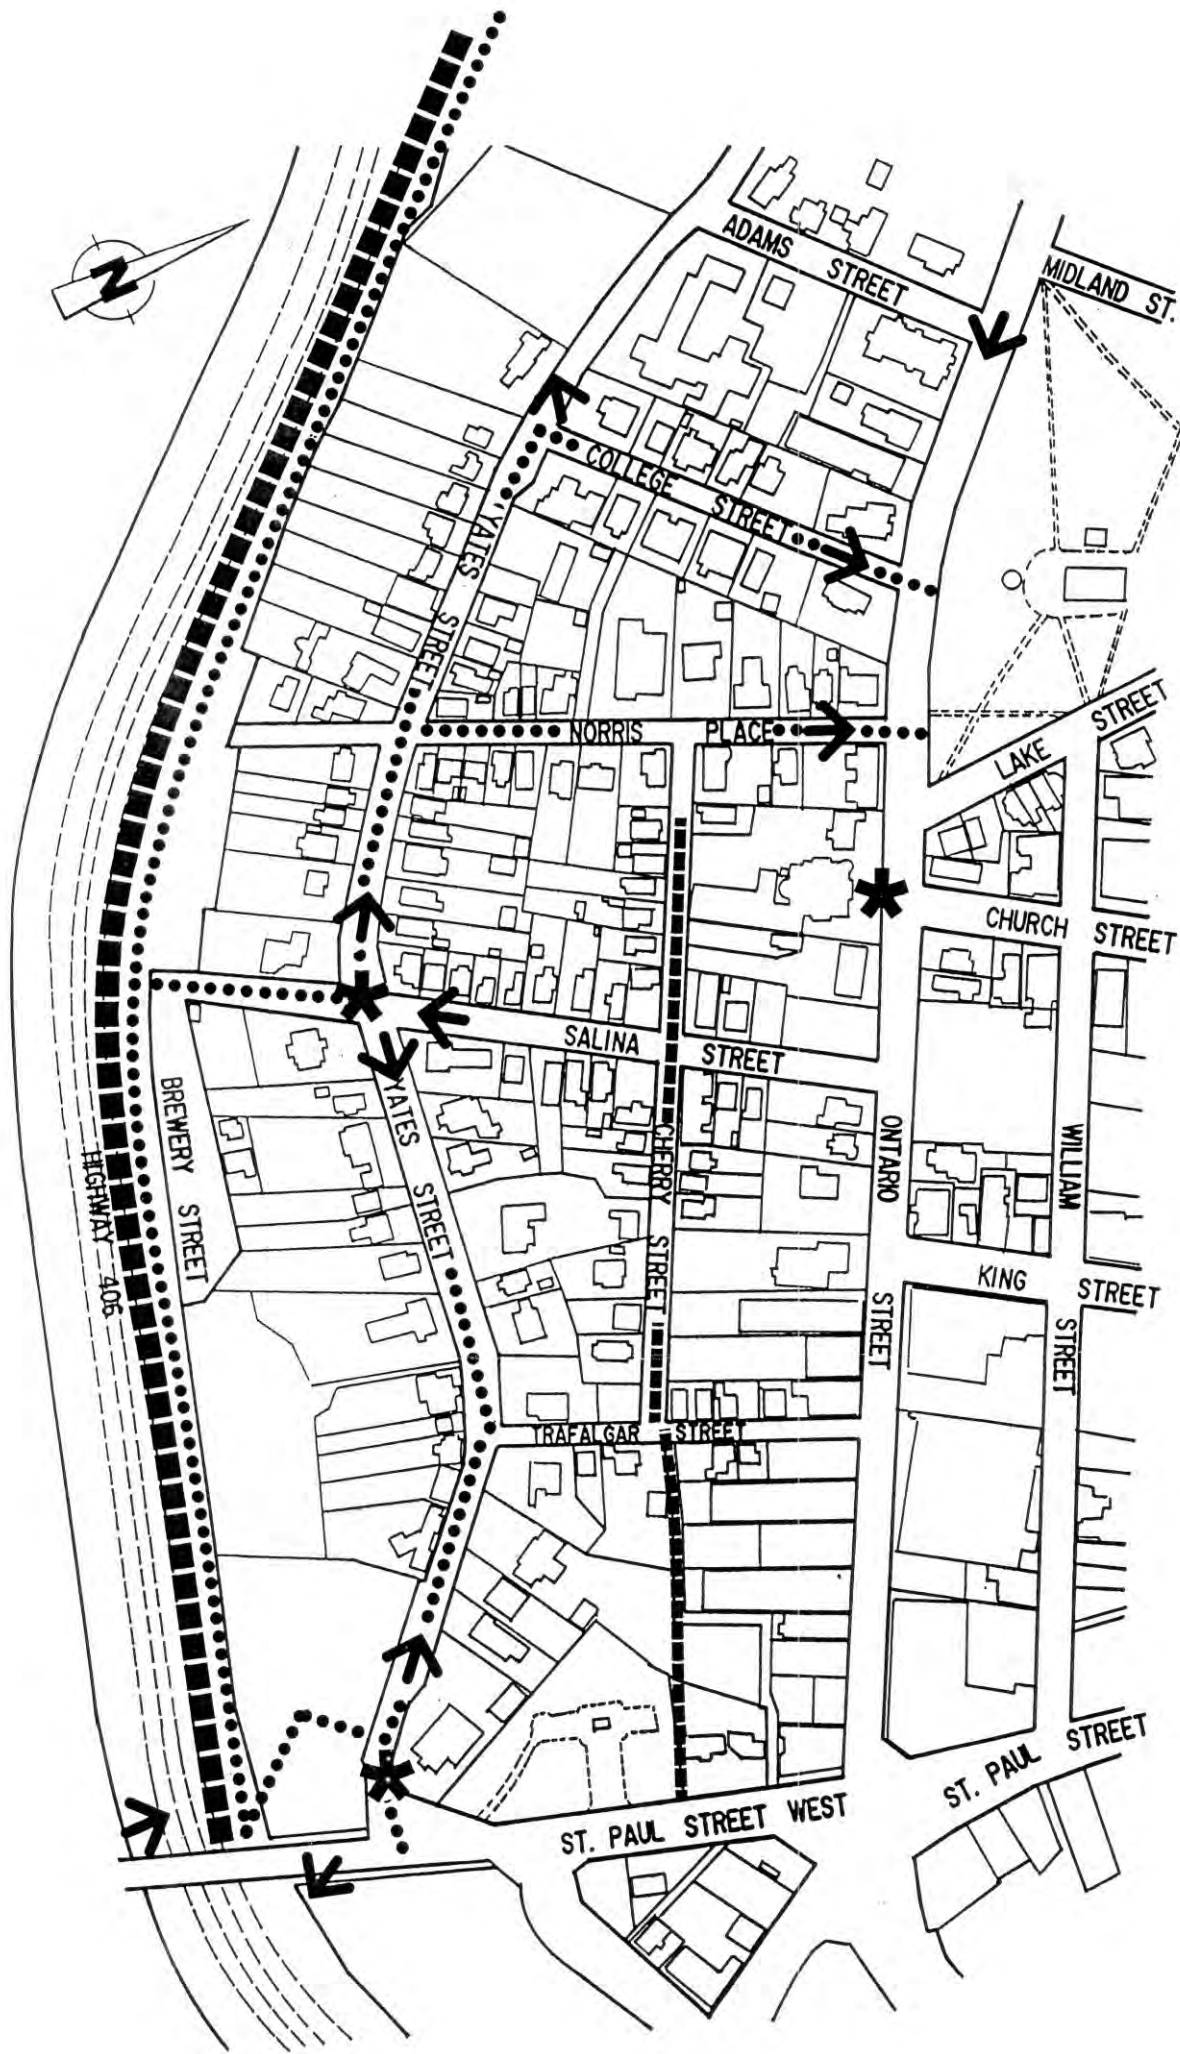 ADAMS STREET
MIDLAND ST.
N
COLLEGE STREET
YATES STREET
NORRIS PLACE
LAKE STREET
CHURCH STREET
SALINA STREET
BREWERY STREET
YATES STREET
CHERRY STREET
ONTARIO STREET
WILLIAM STREET
HIGHWAY 406
KING STREET
TRAFALGAR STREET
ST. PAUL STREET WEST
ST. PAUL STREET